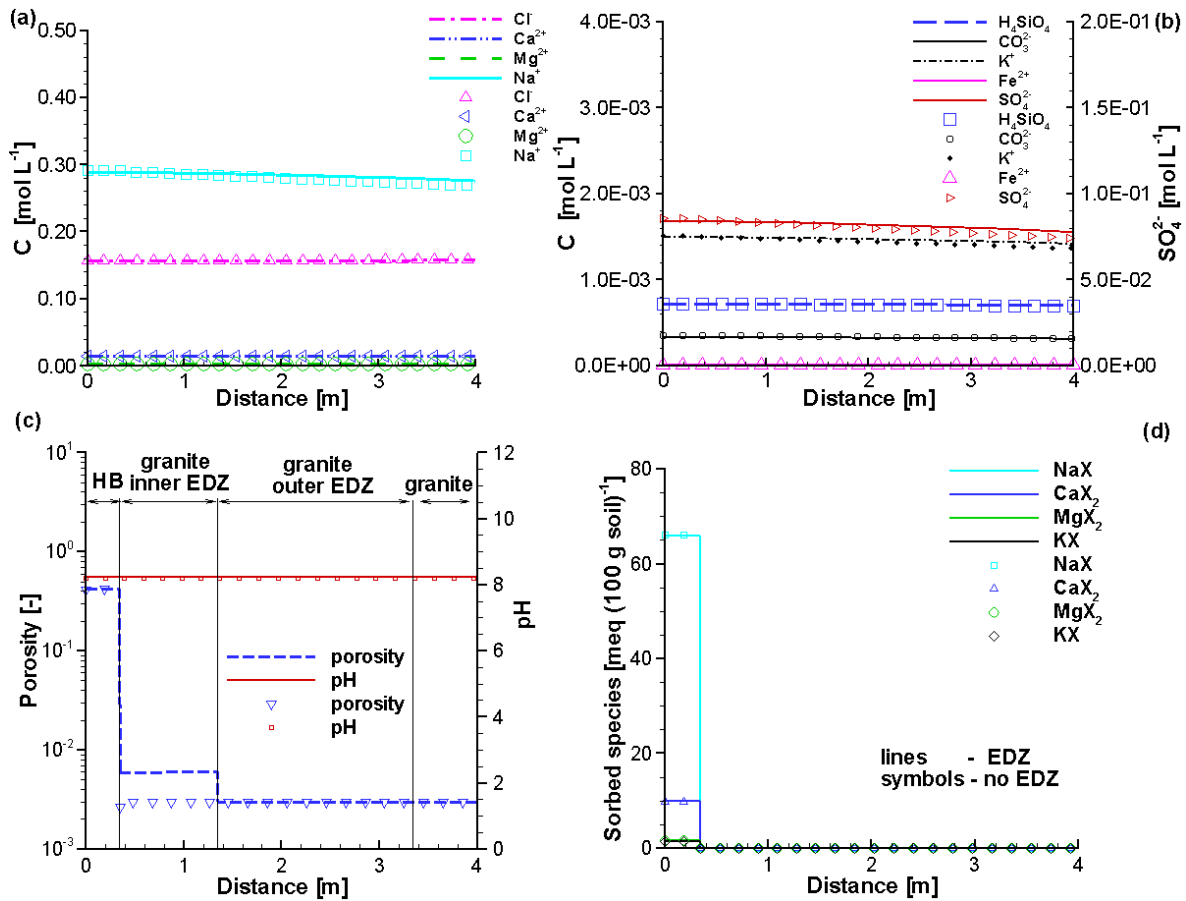 (a)
0.50
0.40
0.30
0.20
0.10
0.00
C [mol L⁻¹]
0 1 2 3 4
Distance [m]
Cl⁻
Ca²⁺
Mg²⁺
Na⁺
Cl⁻
Ca²⁺
Mg²⁺
Na⁺
(b)
4.0E-03
3.0E-03
2.0E-03
1.0E-03
0.0E+00
C [mol L⁻¹]
0 1 2 3 4
Distance [m]
2.0E-01
1.5E-01
1.0E-01
5.0E-02
0.0E+00
SO₄²⁻ [mol L⁻¹]
H₄SiO₄
CO₃²⁻
K⁺
Fe²⁺
SO₄²⁻
H₄SiO₄
CO₃²⁻
K⁺
Fe²⁺
SO₄²⁻
(c)
10¹
10⁰
10⁻¹
10⁻²
10⁻³
Porosity [-]
HB
granite
inner EDZ
granite
outer EDZ
granite
12
10
8
6
4
2
0
pH
porosity
pH
porosity
pH
0 1 2 3 4
Distance [m]
(d)
80
60
40
20
0
Sorbed species [meq (100 g soil)⁻¹]
NaX
CaX₂
MgX₂
KX
NaX
CaX₂
MgX₂
KX
lines - EDZ
symbols - no EDZ
0 1 2 3 4
Distance [m]